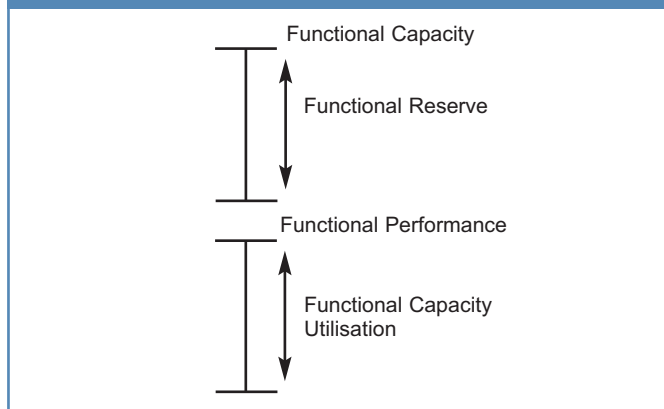 Functional Capacity
Functional Reserve
Functional Performance
Functional Capacity
Utilisation